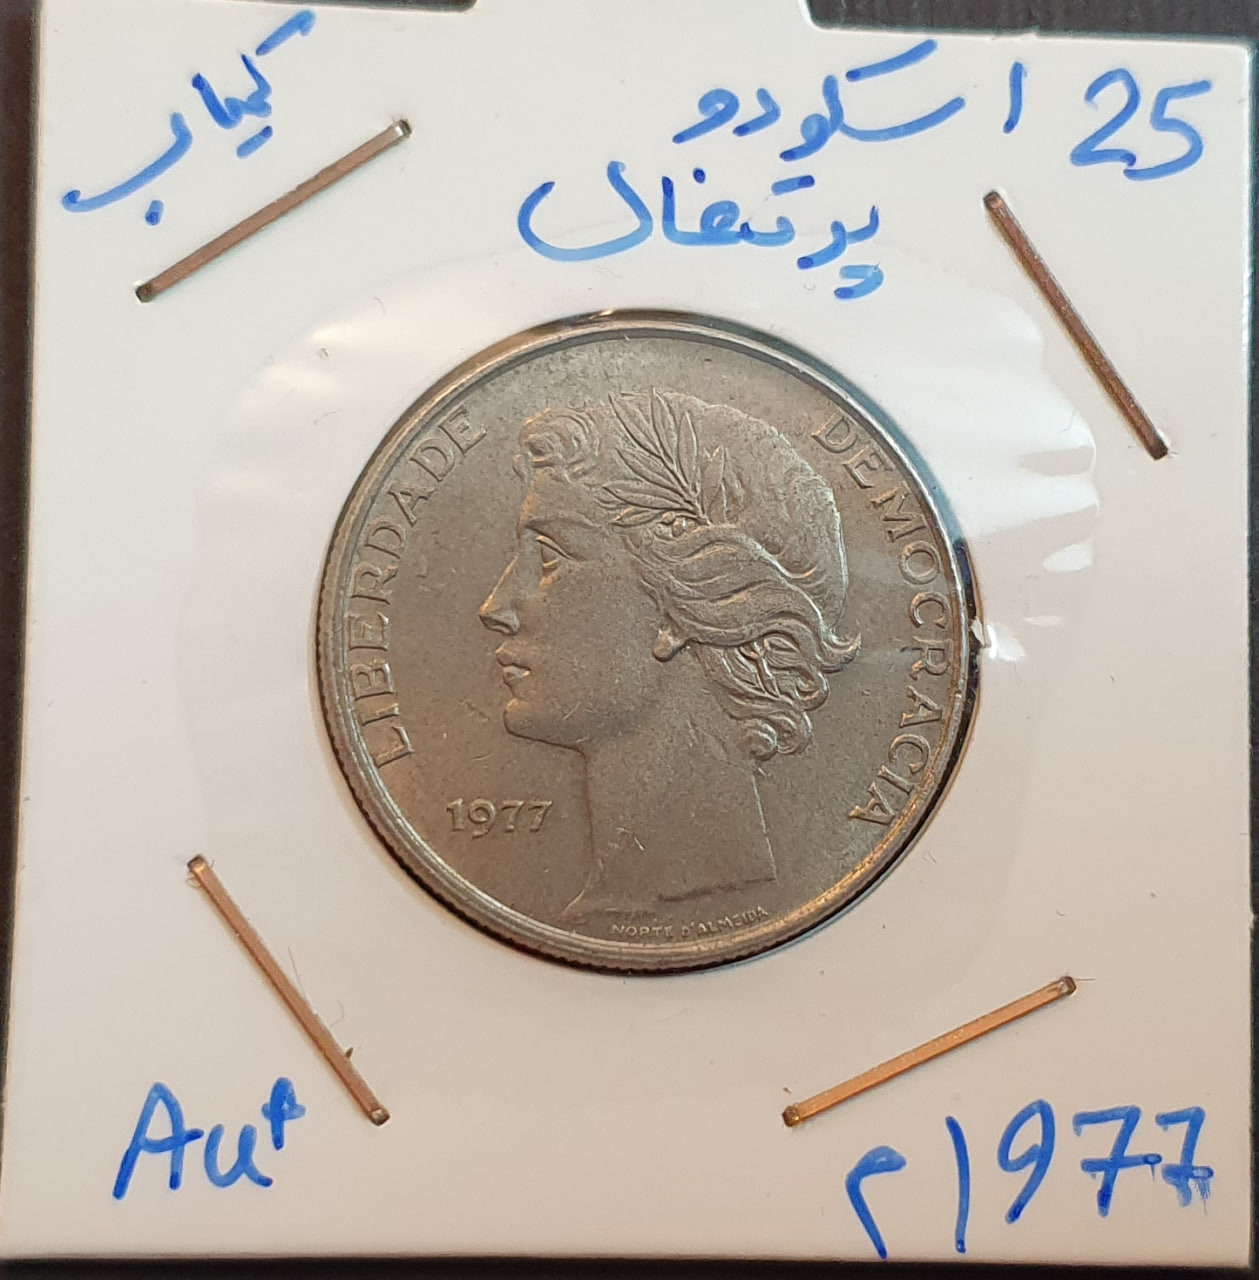 25 اسکودو
پرتغال
کمیاب
LIBERDADE
DEMOCRACIA
1977
NORTE D'ALMEIDA
Au+
1977م